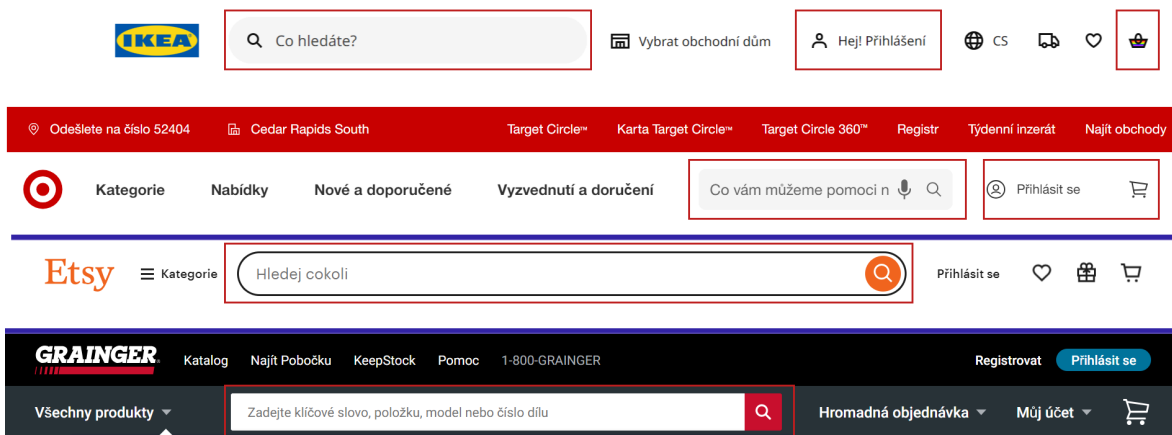 IKEA Co hledáte? Vybrat obchodní dům Hej! Přihlášení CS
Odešlete na číslo 52404 Cedar Rapids South Target Circle™ Karta Target Circle™ Target Circle 360™ Registr Týdenní inzerát Najít obchody
Kategorie Nabídky Nové a doporučené Vyzvednutí a doručení Co vám můžeme pomoci n Přihlásit se
Etsy Kategorie Hledej cokoli Přihlásit se
GRAINGER. Katalog Najít Pobočku KeepStock Pomoc 1-800-GRAINGER Registrovat Přihlásit se
Všechny produkty Zadejte klíčové slovo, položku, model nebo číslo dílu Hromadná objednávka Můj účet